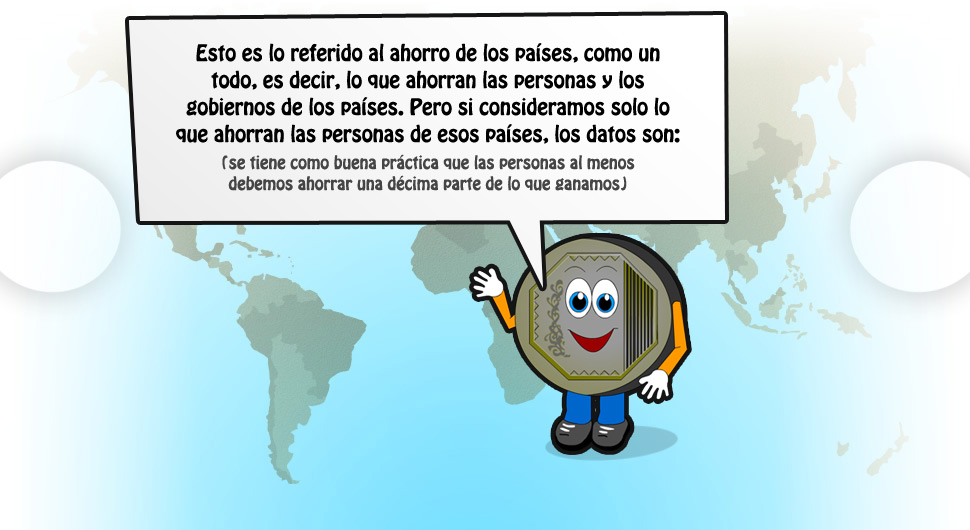 Esto es lo referido al ahorro de los países, como un
todo, es decir, lo que ahorran las personas y los
gobiernos de los países. Pero si consideramos solo lo
que ahorran las personas de esos países, los datos son:
(se tiene como buena práctica que las personas al menos
debemos ahorrar una décima parte de lo que ganamos.)